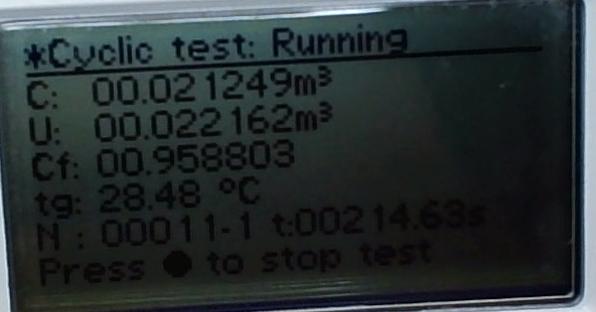 *Cyclic test: Running
C: 00.021249m³
U: 00.022162m³
Cf: 00.958803
tg: 28.48 °C
N : 00011-1 t:00214.63s
Press ● to stop test